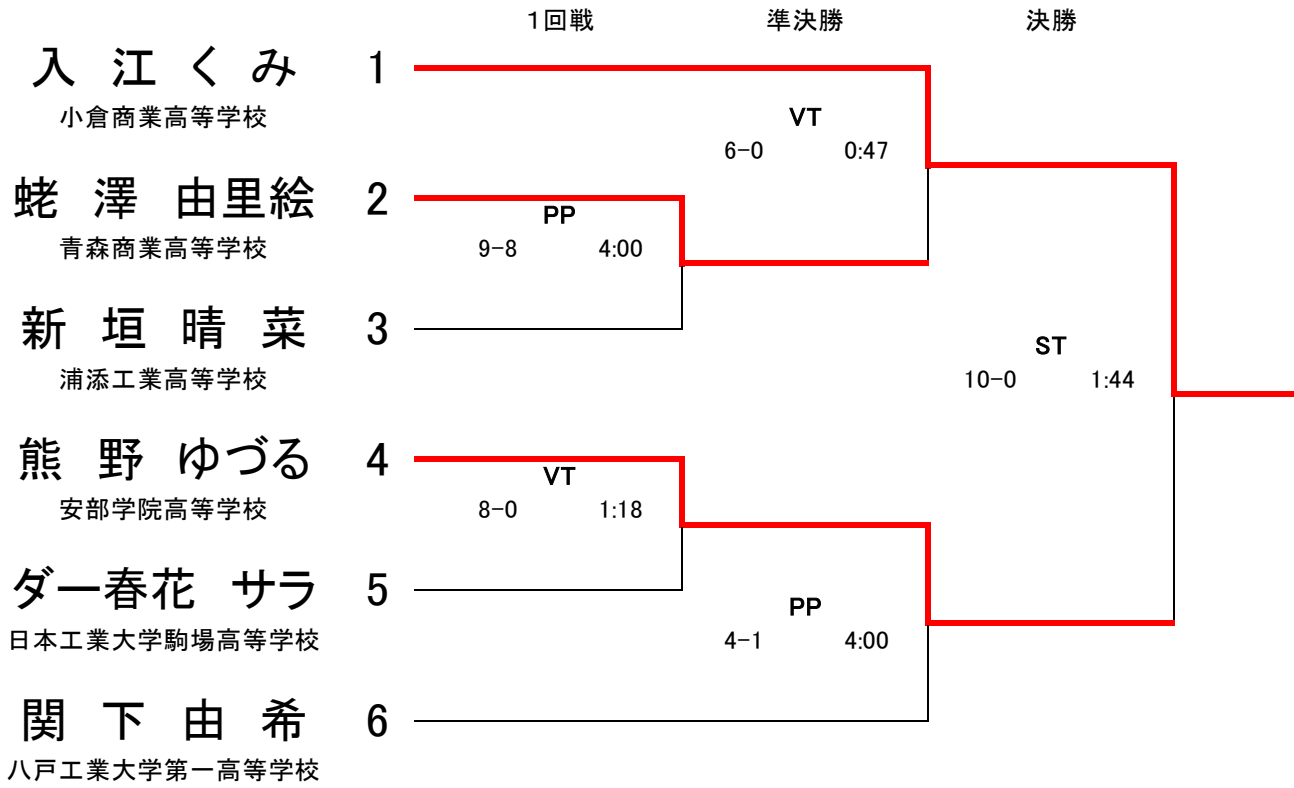 1回戦 準決勝 決勝
入江くみ 1
小倉商業高等学校
VT
6-0 0:47
蛯澤 由里絵 2
青森商業高等学校
PP
9-8 4:00
新垣晴菜 3
浦添工業高等学校
ST
10-0 1:44
熊野 ゆづる 4
安部学院高等学校
VT
8-0 1:18
ダー春花 サラ 5
日本工業大学駒場高等学校
PP
4-1 4:00
関下由希 6
八戸工業大学第一高等学校